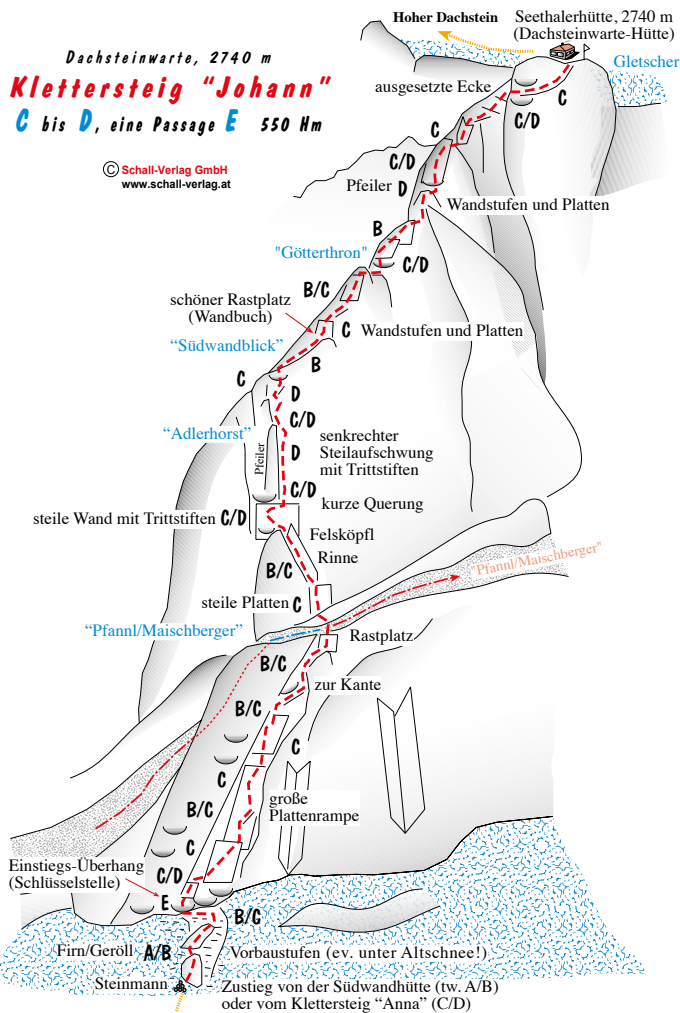 Hoher Dachstein
Seethalerhütte, 2740 m
(Dachsteinwarte-Hütte)
Gletscher
Dachsteinwarte, 2740 m
Klettersteig “Johann”
C bis D, eine Passage E 550 Hm
© Schall-Verlag GmbH
www.schall-verlag.at
ausgesetzte Ecke
C
C/D
C
C/D
Pfeiler D
Wandstufen und Platten
B
"Götterthron"
C/D
B/C
schöner Rastplatz
(Wandbuch)
C
Wandstufen und Platten
“Südwandblick”
B
C
D
C/D
“Adlerhorst”
Pfeiler
D
senkrechter
Steilaufschwung
mit Trittstiften
C/D
kurze Querung
steile Wand mit Trittstiften C/D
Felsköpfl
Rinne
B/C
"Pfannl/Maischberger"
steile Platten C
“Pfannl/Maischberger”
Rastplatz
B/C
zur Kante
B/C
C
C
große
Plattenrampe
B/C
C
Einstiegs-Überhang
(Schlüsselstelle)
C/D
E
B/C
Firn/Geröll A/B
Vorbaustufen (ev. unter Altschnee!)
Steinmann
Zustieg von der Südwandhütte (tw. A/B)
oder vom Klettersteig “Anna” (C/D)